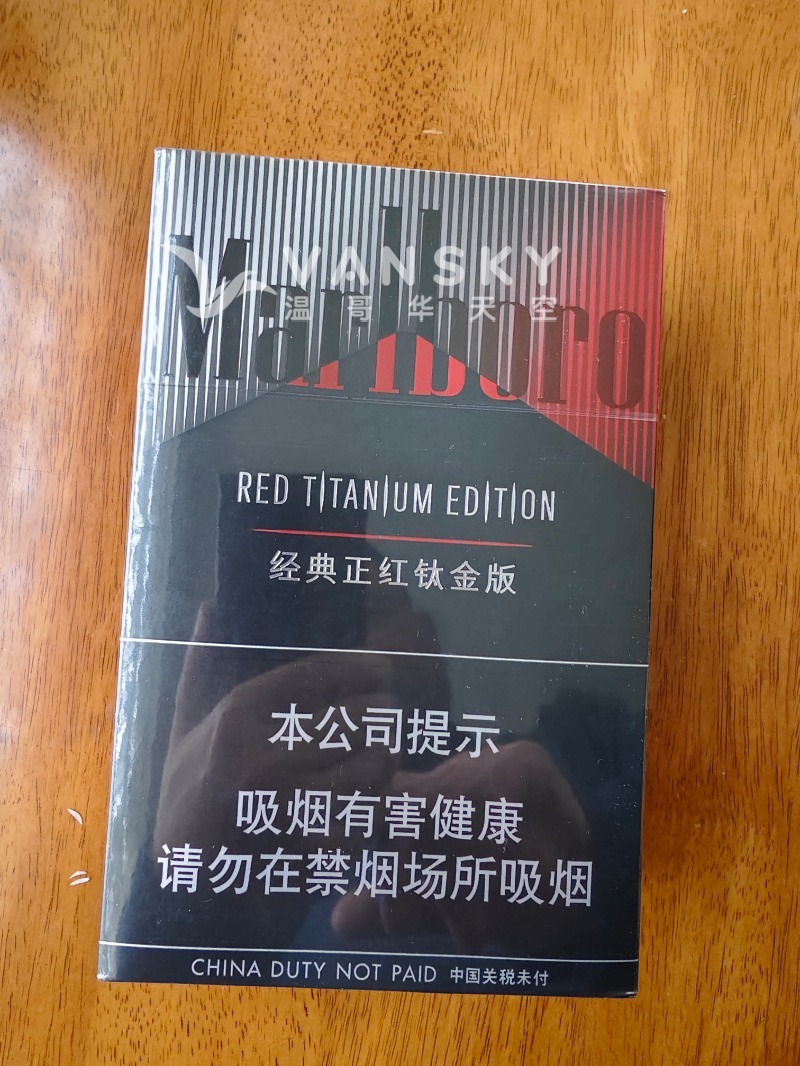 Marlboro
VANSKY
温哥华天空
RED TITANIUM EDITION
经典正红钛金版
本公司提示
吸烟有害健康
请勿在禁烟场所吸烟
CHINA DUTY NOT PAID 中国关税未付